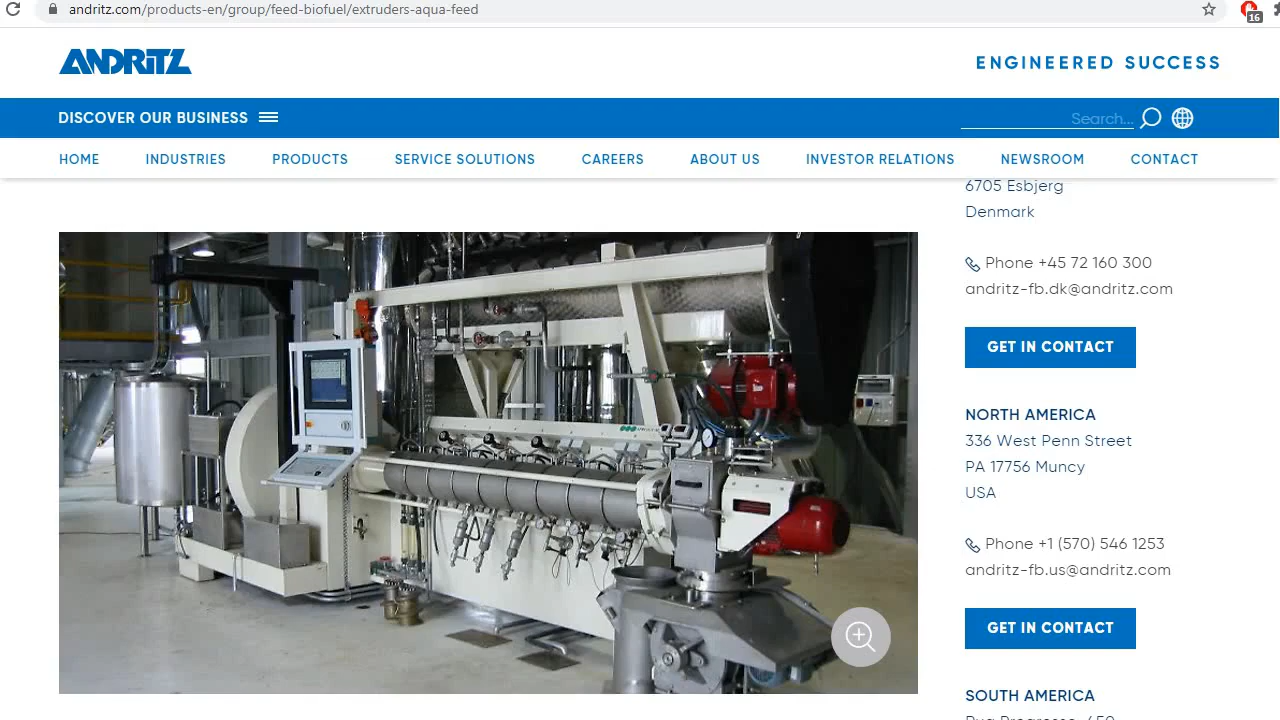 andritz.com/products-en/group/feed-biofuel/extruders-aqua-feed
16
ANDRITZ
ENGINEERED SUCCESS
DISCOVER OUR BUSINESS
Search...
HOME INDUSTRIES PRODUCTS SERVICE SOLUTIONS CAREERS ABOUT US INVESTOR RELATIONS NEWSROOM CONTACT
6705 Esbjerg
Denmark
Phone +45 72 160 300
andritz-fb.dk@andritz.com
GET IN CONTACT
NORTH AMERICA
336 West Penn Street
PA 17756 Muncy
USA
Phone +1 (570) 546 1253
andritz-fb.us@andritz.com
GET IN CONTACT
SOUTH AMERICA